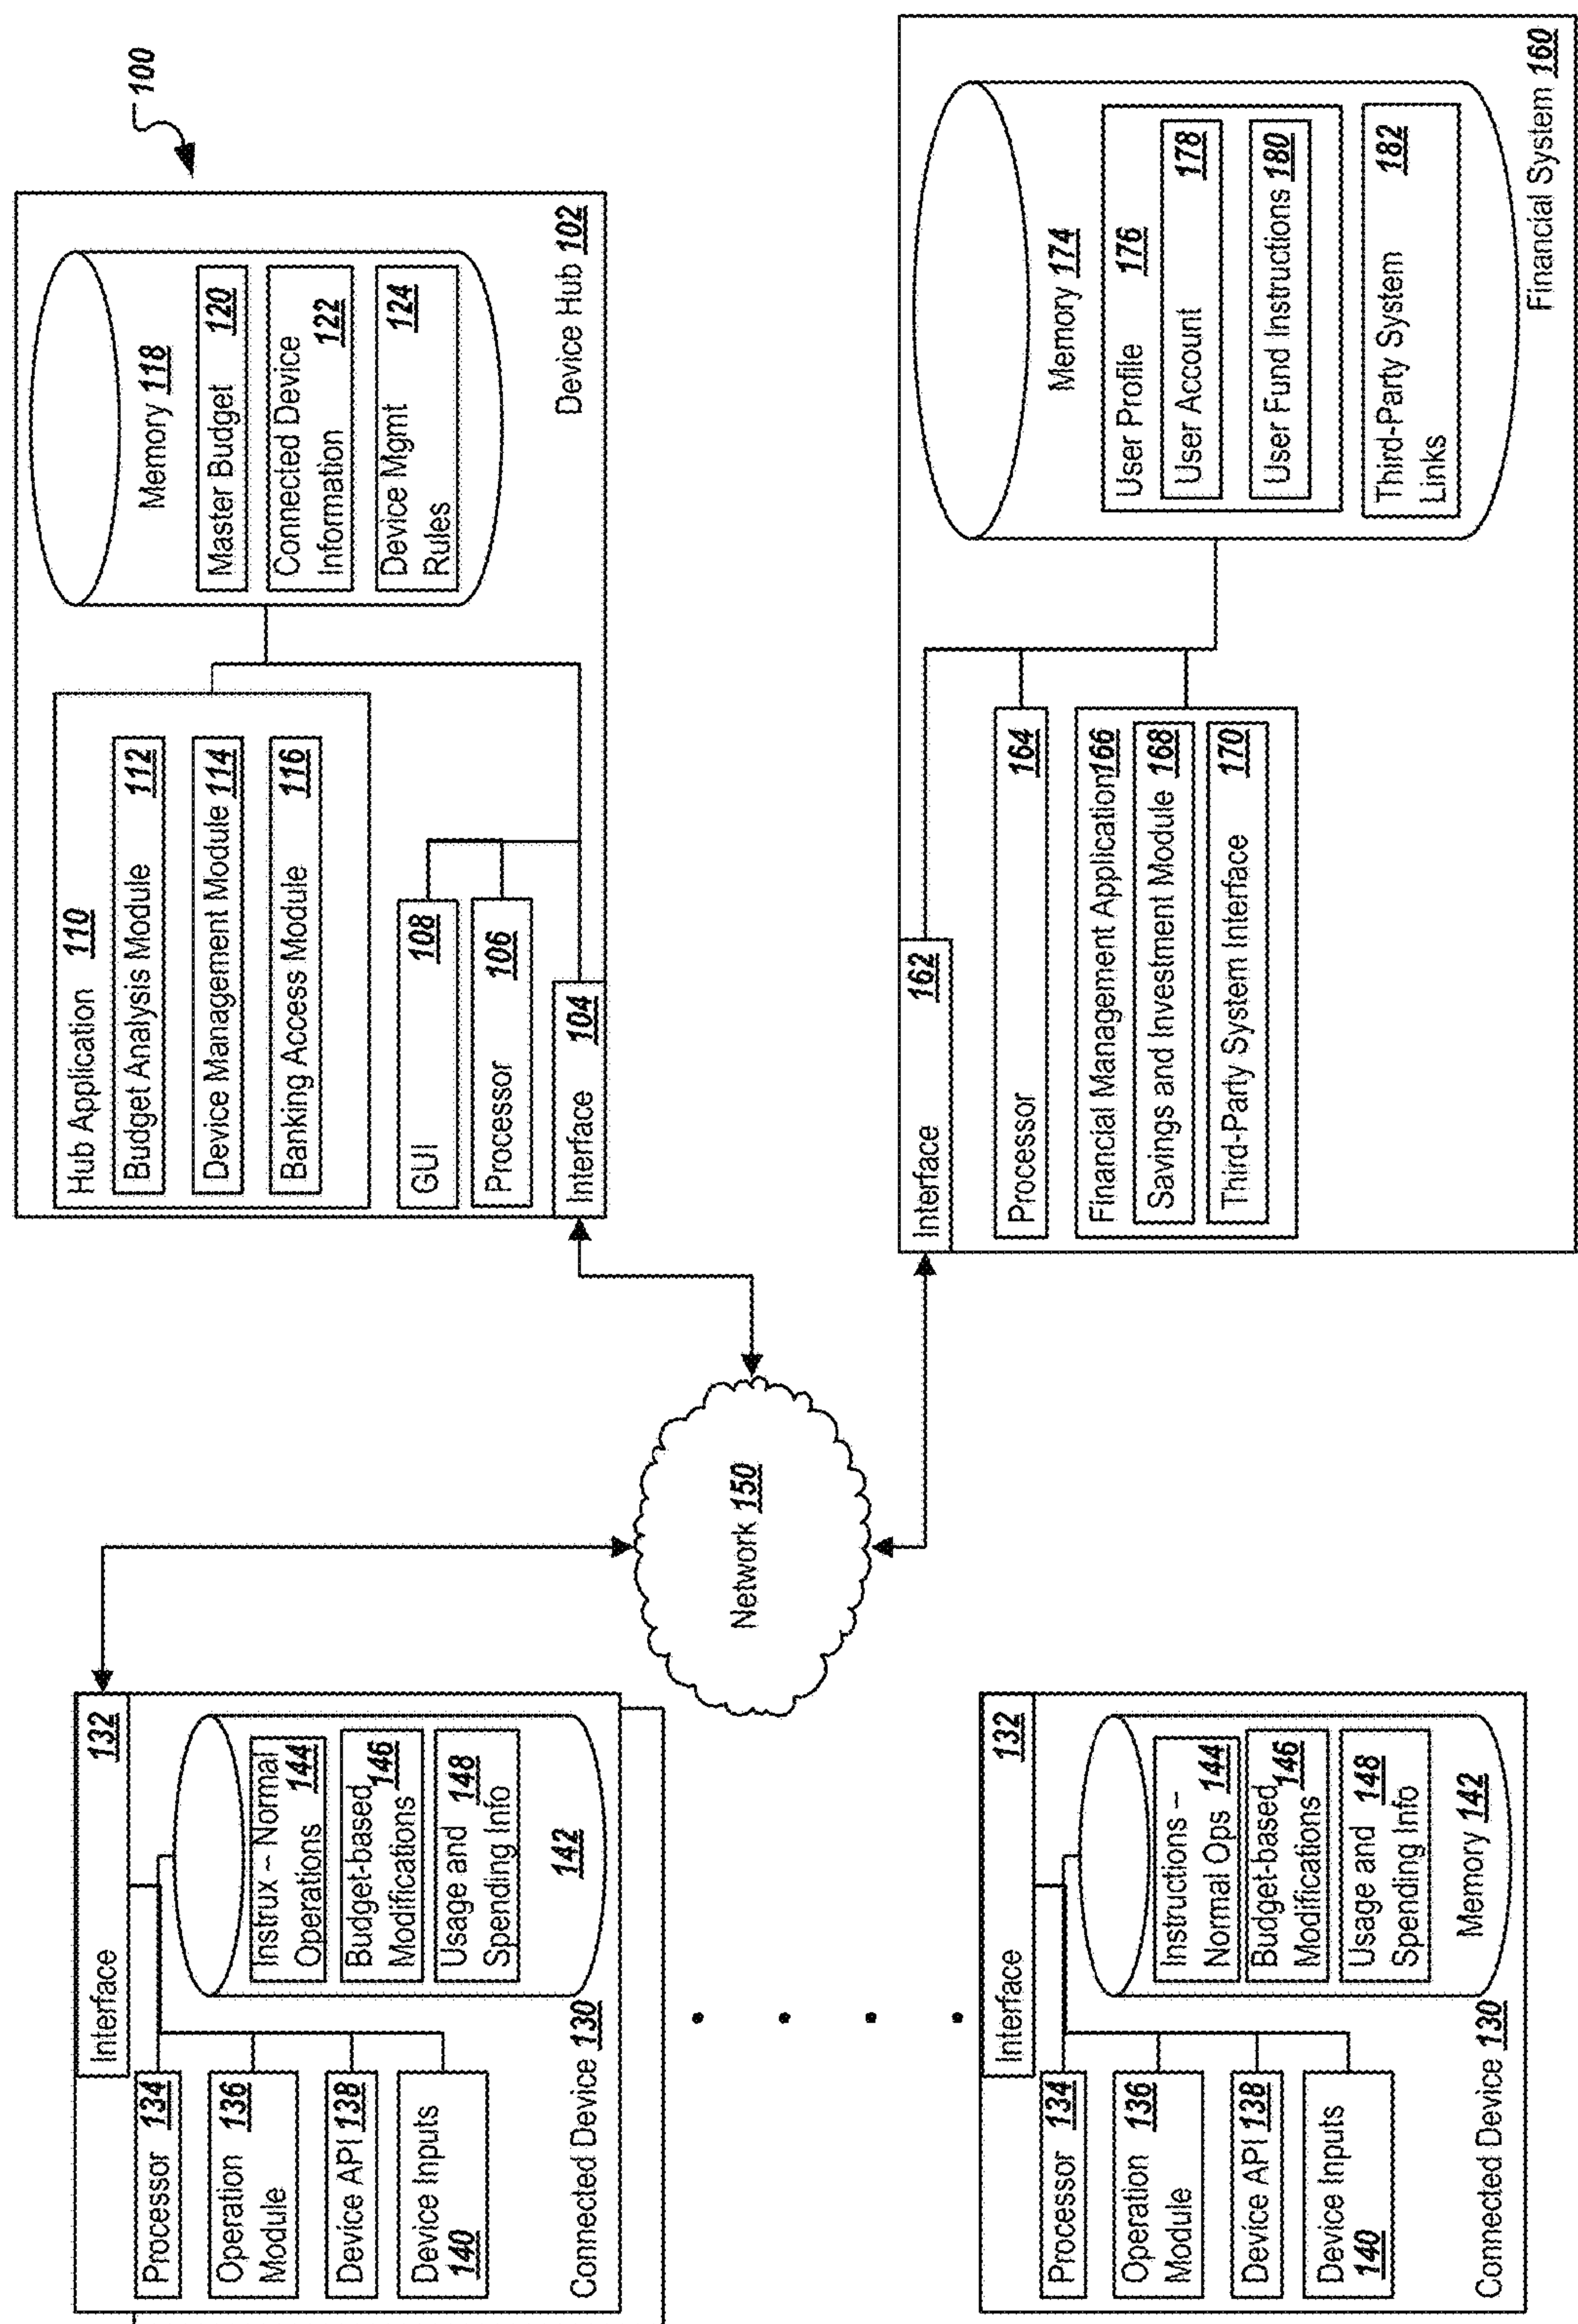 100
Interface 132
Processor 134
Operation 136
Module
Device API 138
Device Inputs
140
Instrux – Normal
Operations 144
Budget-based
Modifications 146
Usage and 148
Spending Info
142
Connected Device 130
Interface 132
Processor 134
Operation 136
Module
Device API 138
Device Inputs
140
Instructions –
Normal Ops 144
Budget-based
Modifications 146
Usage and 148
Spending Info
Memory 142
Connected Device 130
Network 150
Hub Application 110
Budget Analysis Module 112
Device Management Module 114
Banking Access Module 116
GUI 108
Processor 106
Interface 104
Memory 118
Master Budget 120
Connected Device
Information 122
Device Mgmt
Rules 124
Device Hub 102
Interface 162
Processor 164
Financial Management Application 166
Savings and Investment Module 168
Third-Party System Interface 170
Memory 174
User Profile 176
User Account 178
User Fund Instructions 180
Third-Party System
Links 182
Financial System 160